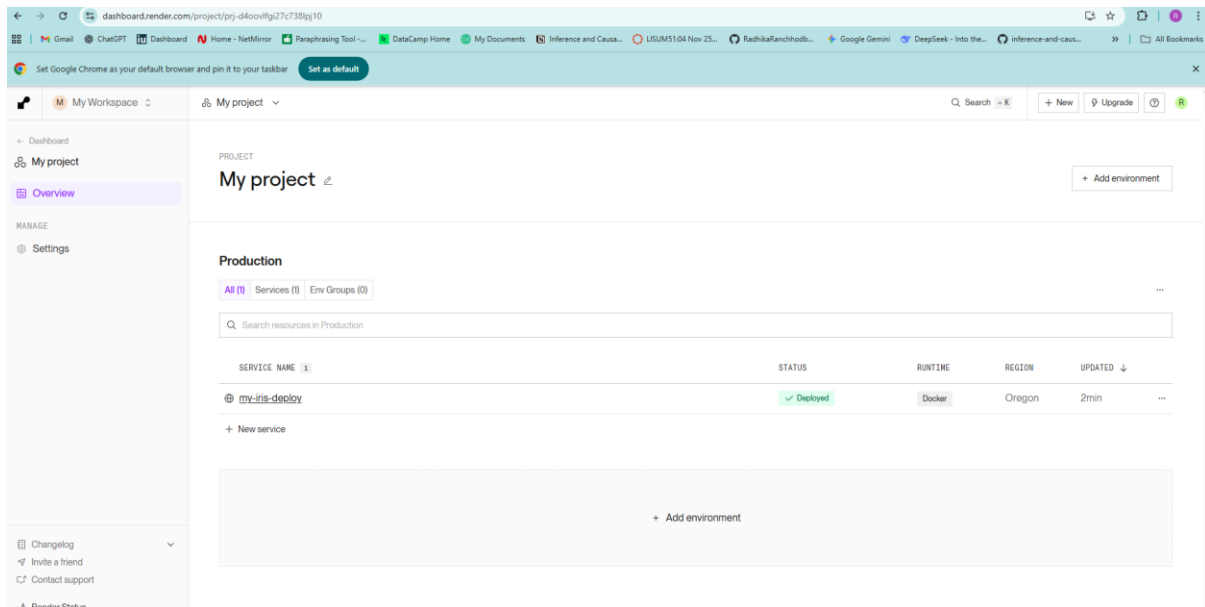 dashboard.render.com/project/prj-d4oovlfgi27c738lpj10
Gmail ChatGPT Dashboard Home - NetMirror Paraphrasing Tool -... DataCamp Home My Documents Inference and Causa... LISUM51:04 Nov 25... RadhikaRanchhodb... Google Gemini DeepSeek - Into the... inference-and-caus... » All Bookmarks
Set Google Chrome as your default browser and pin it to your taskbar Set as default
M My Workspace My project Search ^ K + New Upgrade R
← Dashboard
My project
Overview
MANAGE
Settings
PROJECT
My project
+ Add environment
Production
All (1) Services (1) Env Groups (0) ...
Search resources in Production
SERVICE NAME 1 STATUS RUNTIME REGION UPDATED ↓
my-iris-deploy ✓ Deployed Docker Oregon 2min ...
+ New service
+ Add environment
Changelog
Invite a friend
Contact support
Render Status